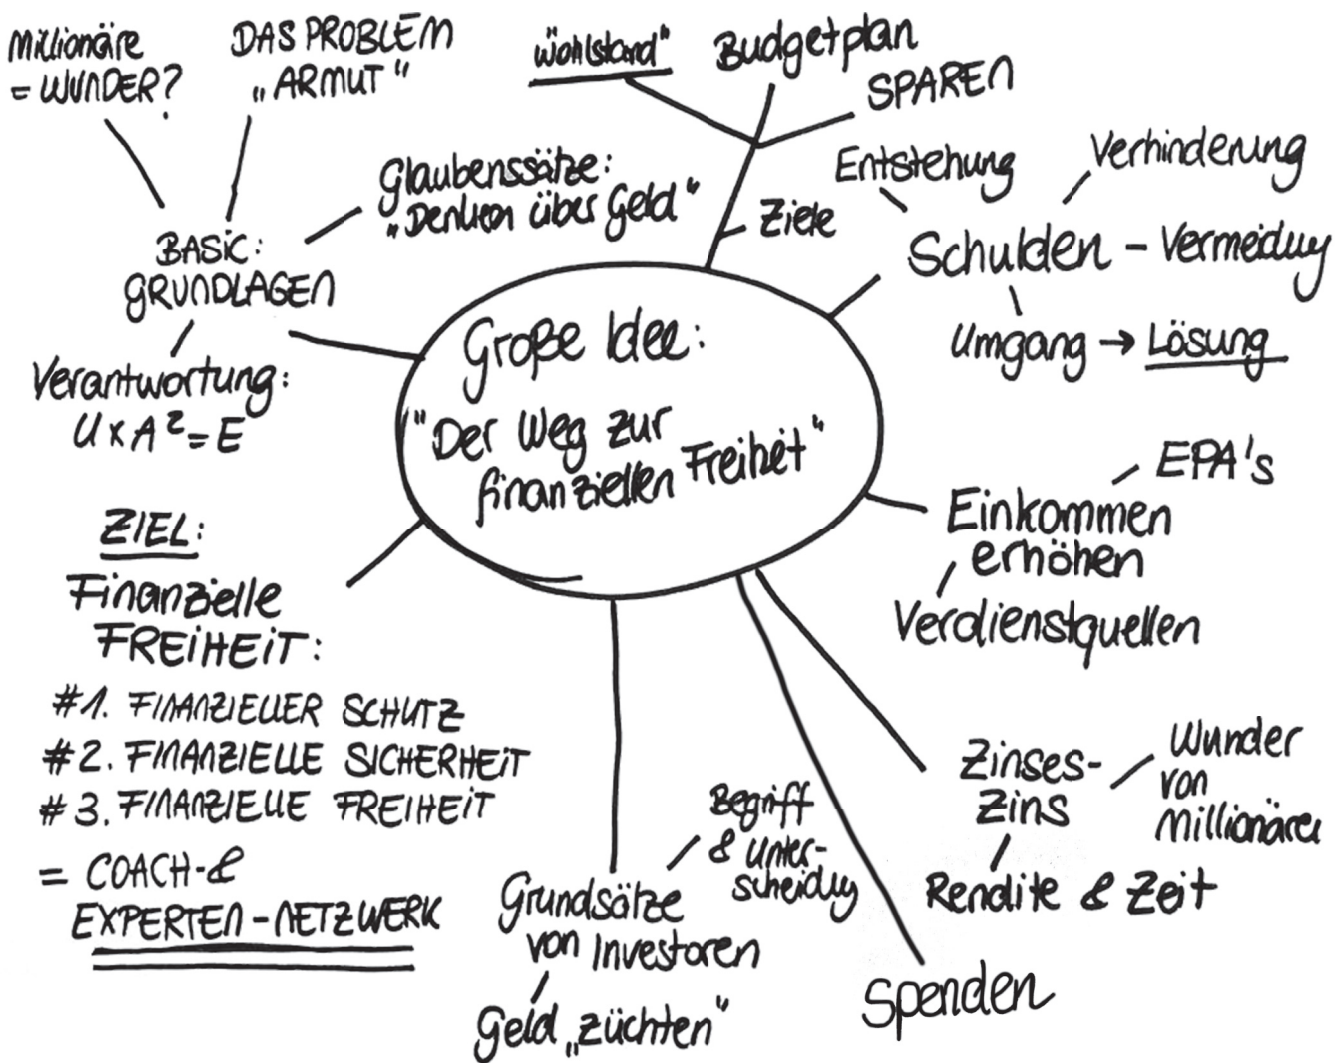 Millionäre
= WUNDER?
DAS PROBLEM
„ARMUT"
Glaubenssätze:
„Denken über Geld"
BASIC:
GRUNDLAGEN
Verantwortung:
U x A² = E
Wohlstand"
Budgetplan
SPAREN
Ziele
Entstehung
Verhinderung
Schulden - Vermeidung
Umgang → Lösung
Große Idee:
"Der Weg zur
finanziellen Freiheit"
EPA's
Einkommen
erhöhen
Verdienstquellen
ZIEL:
Finanzielle
FREIHEIT:
#1. FINANZIELLER SCHUTZ
#2. FINANZIELLE SICHERHEIT
#3. FINANZIELLE FREIHEIT
= COACH-&
EXPERTEN-NETZWERK
Begriff
& Unter-
scheidung
Grundsätze
von Investoren
Geld „züchten"
Zinses-
Zins
Wunder
von
Millionären
Rendite & Zeit
Spenden